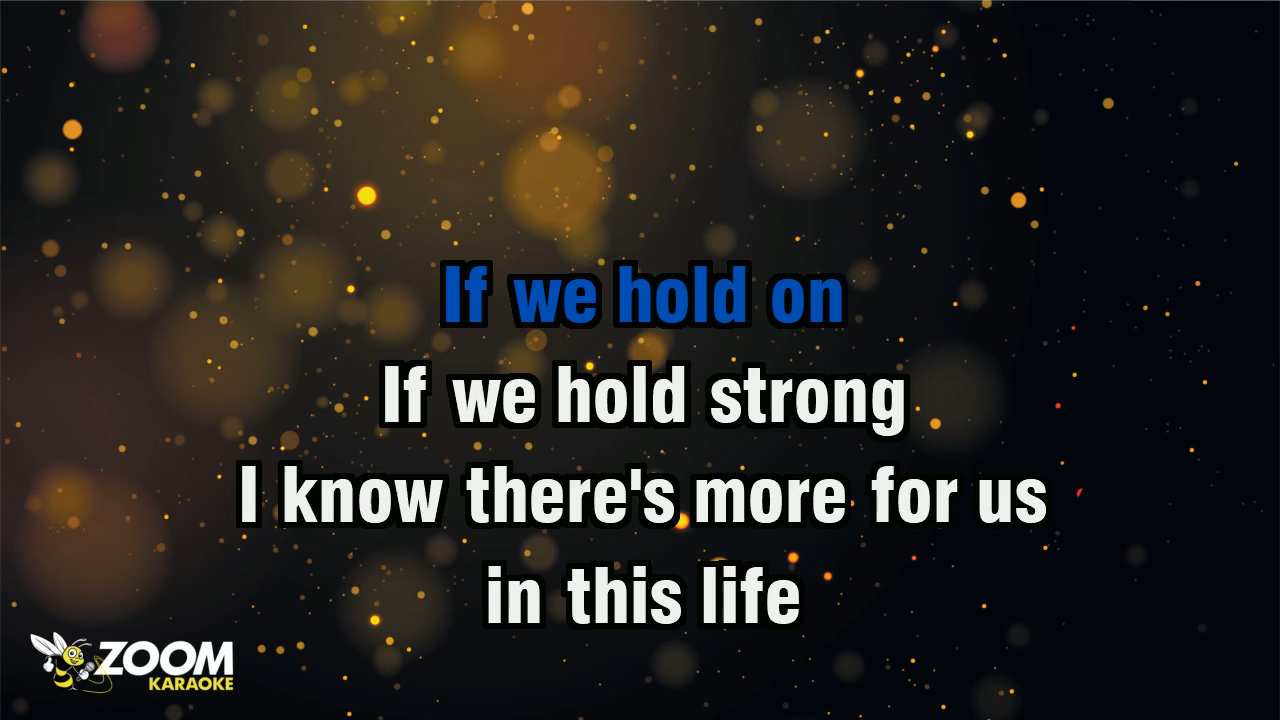 If we hold on
If we hold strong
I know there's more for us
in this life
ZOOM
KARAOKE